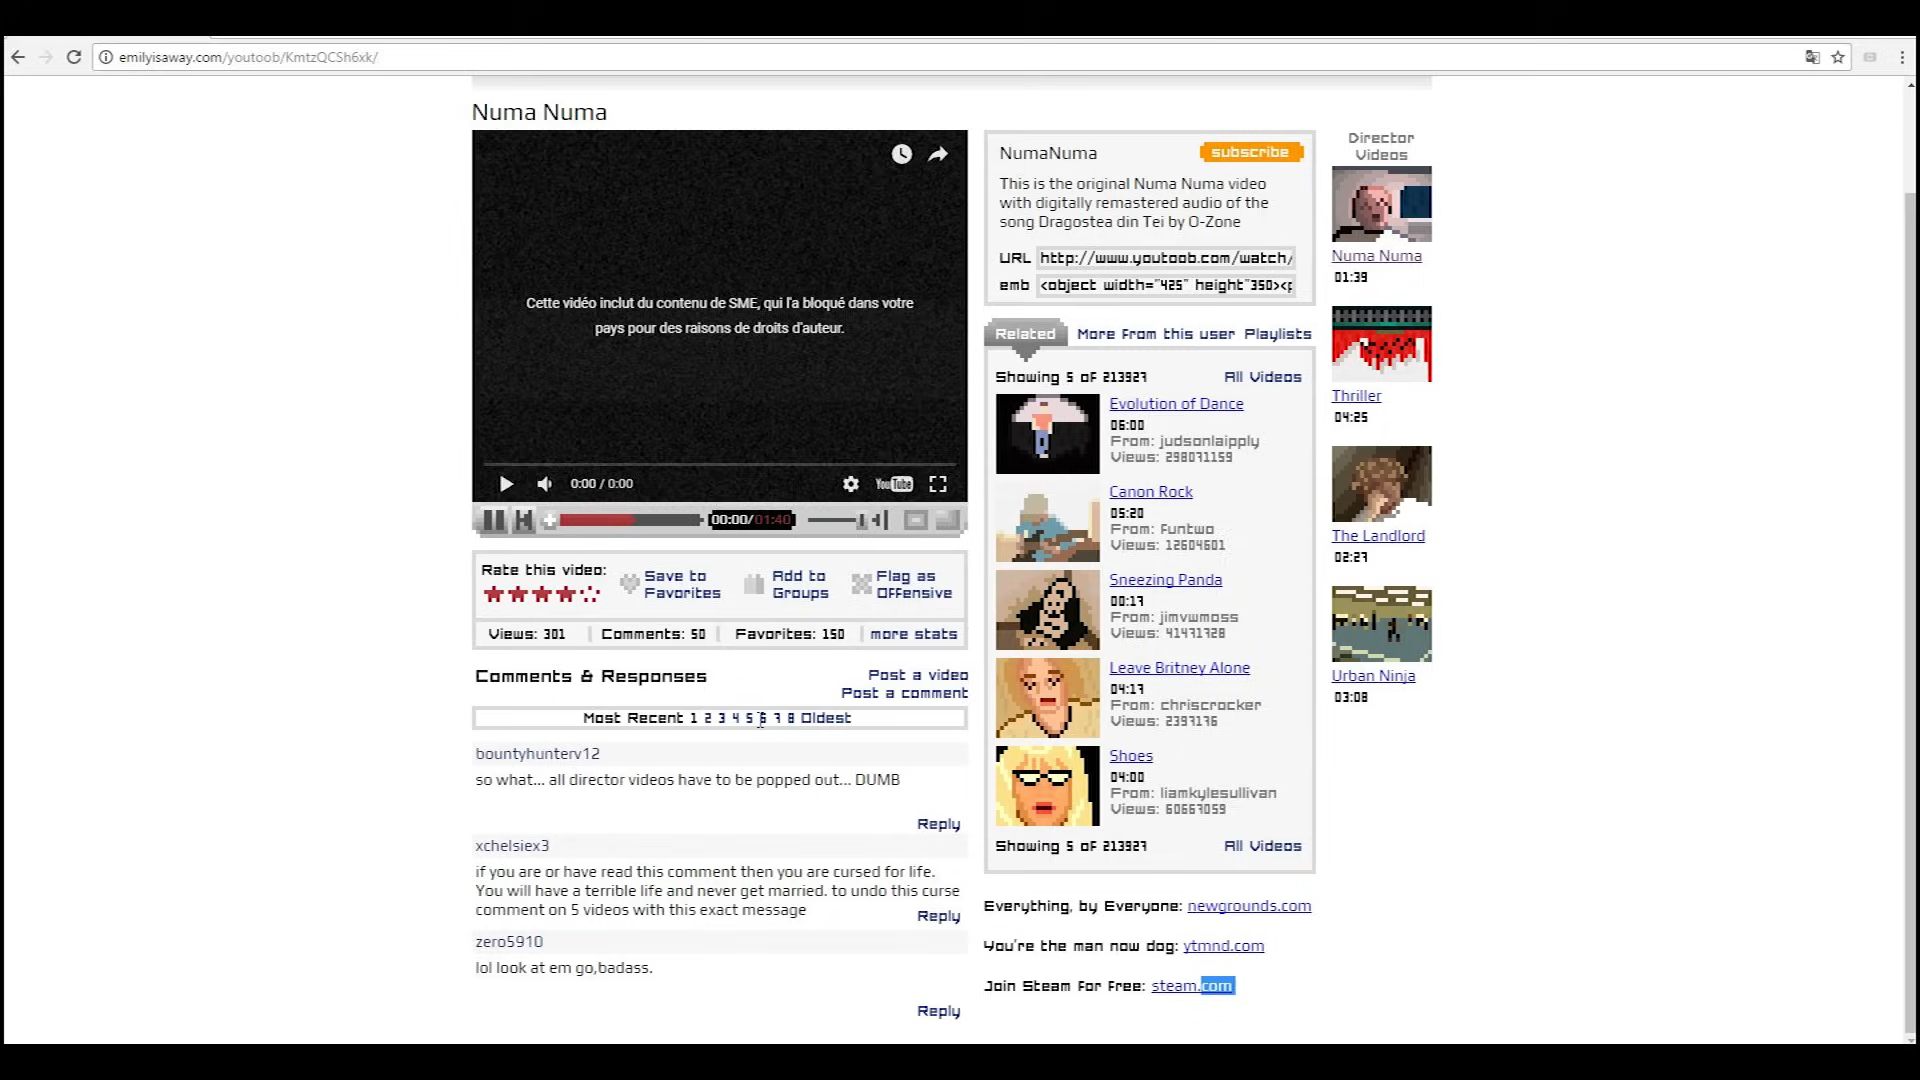 emilyisaway.com/youtoob/KmtzQCSh6xk/
Numa Numa
Cette vidéo inclut du contenu de SME, qui l'a bloqué dans votre
pays pour des raisons de droits d'auteur.
0:00 / 0:00
YouTube
00:00/01:40
Rate this video:
Save to
Favorites
Add to
Groups
Flag as
Offensive
Views: 301
Comments: 50
Favorites: 150
more stats
Comments & Responses
Post a video
Post a comment
Most Recent 1 2 3 4 5 6 7 8 Oldest
bountyhunterv12
so what... all director videos have to be popped out... DUMB
Reply
xchelsiex3
if you are or have read this comment then you are cursed for life.
You will have a terrible life and never get married. to undo this curse
comment on 5 videos with this exact message
Reply
zero5910
lol look at em go,badass.
Reply
NumaNuma
subscribe
This is the original Numa Numa video
with digitally remastered audio of the
song Dragostea din Tei by O-Zone
URL http://www.youtoob.com/watch/
emb <object width="425" height"350><p
Related
More from this user
Playlists
Showing 5 of 213927
All Videos
Evolution of Dance
06:00
From: judsonlaipply
Views: 298071159
Canon Rock
05:20
From: funtwo
Views: 12604601
Sneezing Panda
00:17
From: jimvwmoss
Views: 41471728
Leave Britney Alone
04:17
From: chriscrocker
Views: 2397176
Shoes
04:00
From: liamkylesullivan
Views: 60667059
Showing 5 of 213927
All Videos
Everything, by Everyone: newgrounds.com
You're the man now dog: ytmnd.com
Join Steam for free: steam.com
Director
Videos
Numa Numa
01:39
Thriller
04:25
The Landlord
02:27
Urban Ninja
03:08